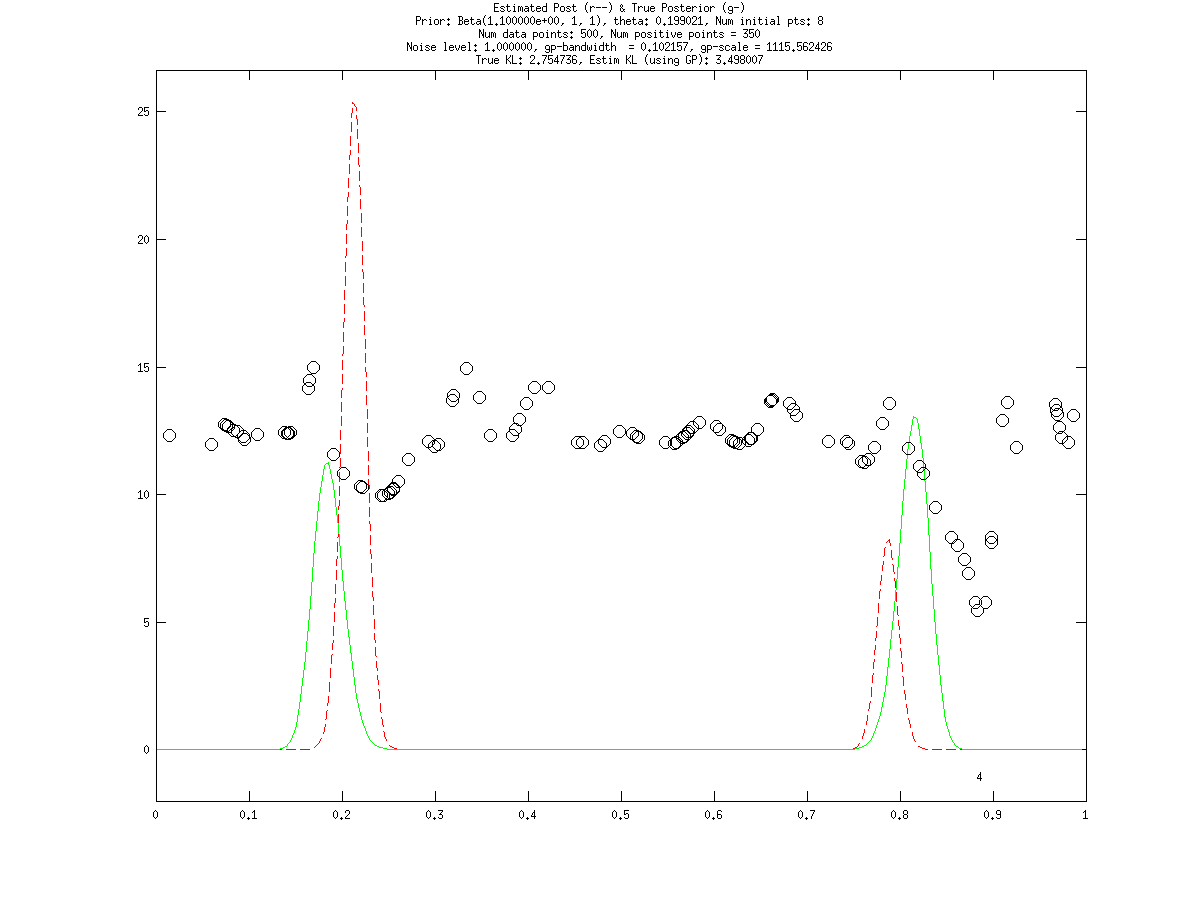 Estimated Post (r--) & True Posterior (g-)
Prior: Beta(1.100000e+00, 1, 1), theta: 0.199021, Num initial pts: 8
Num data points: 500, Num positive points = 350
Noise level: 1.000000, gp-bandwidth  = 0.102157, gp-scale = 1115.562426
True KL: 2.754736, Estim KL (using GP): 3.498007
25
20
15
10
5
0
4
0 0.1 0.2 0.3 0.4 0.5 0.6 0.7 0.8 0.9 1